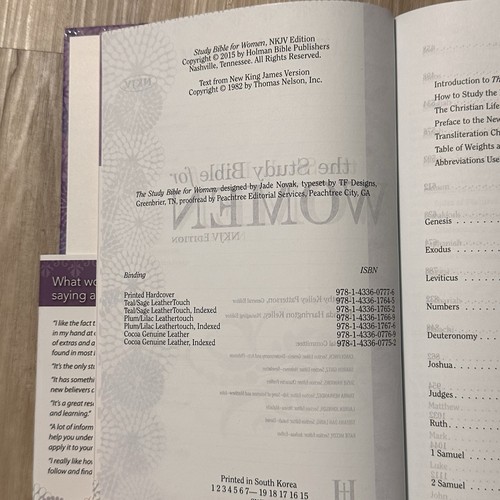 Study Bible for Women, NKJV Edition
Copyright © 2015 by Holman Bible Publishers
Nashville, Tennessee. All Rights Reserved.
Text from New King James Version
Copyright © 1982 by Thomas Nelson, Inc.
The Study Bible for Women, designed by Jade Novak, typeset by TF Designs,
Greenbrier, TN, proofread by Peachtree Editorial Services, Peachtree City, GA
Binding ISBN
Printed Hardcover 978-1-4336-0777-6
Teal/Sage LeatherTouch 978-1-4336-1764-5
Teal/Sage LeatherTouch, Indexed 978-1-4336-1765-2
Plum/Lilac Leathertouch 978-1-4336-1766-9
Plum/Lilac Leathertouch, Indexed 978-1-4336-1767-6
Cocoa Genuine Leather 978-1-4336-0776-9
Cocoa Genuine Leather, Indexed 978-1-4336-0775-2
Printed in South Korea
1 2 3 4 5 6 7— 19 18 17 16 15
What wo
saying a
"I like the fact t
in my hand at
of extras and a
found in most
"It's the only st
"It has somethi
new believers c
"It's a great res
and learning."
"A lot of inform
help you under
apply it to your
"I really like how
follow and find
Introduction to Th
How to Study the
The Christian Life
Preface to the New
Transliteration Ch
Table of Weights a
Abbreviations Use
Genesis . . . . . .
Exodus . . . . . .
Leviticus . . . . .
Numbers . . . . .
Deuteronomy . . .
Joshua . . . . . .
Judges . . . . . .
Ruth . . . . . . .
1 Samuel . . . . .
2 Samuel . . . . .